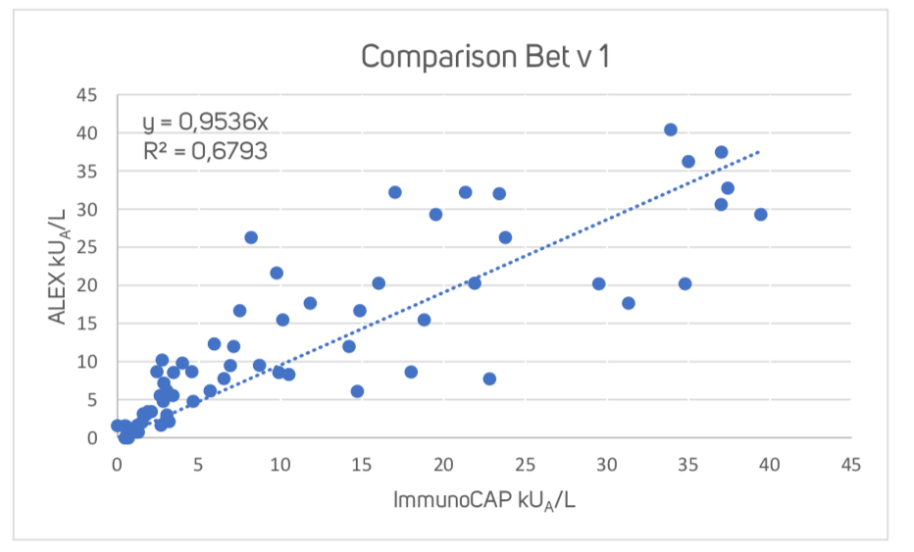 Comparison Bet v 1
y = 0,9536x
R² = 0,6793
45
40
35
30
25
20
15
10
5
0
ALEX kUA/L
0 5 10 15 20 25 30 35 40 45
ImmunoCAP kUA/L